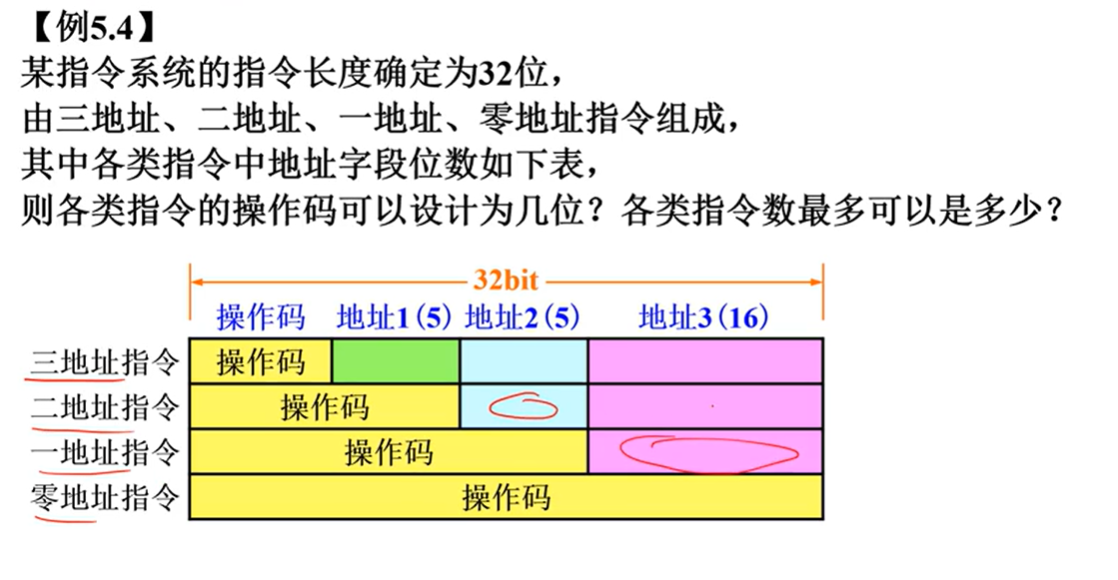 【例5.4】
某指令系统的指令长度确定为32位，
由三地址、二地址、一地址、零地址指令组成，
其中各类指令中地址字段位数如下表，
则各类指令的操作码可以设计为几位？各类指令数最多可以是多少？
32bit
操作码 地址1(5) 地址2(5) 地址3(16)
三地址指令 操作码
二地址指令 操作码
一地址指令 操作码
零地址指令 操作码